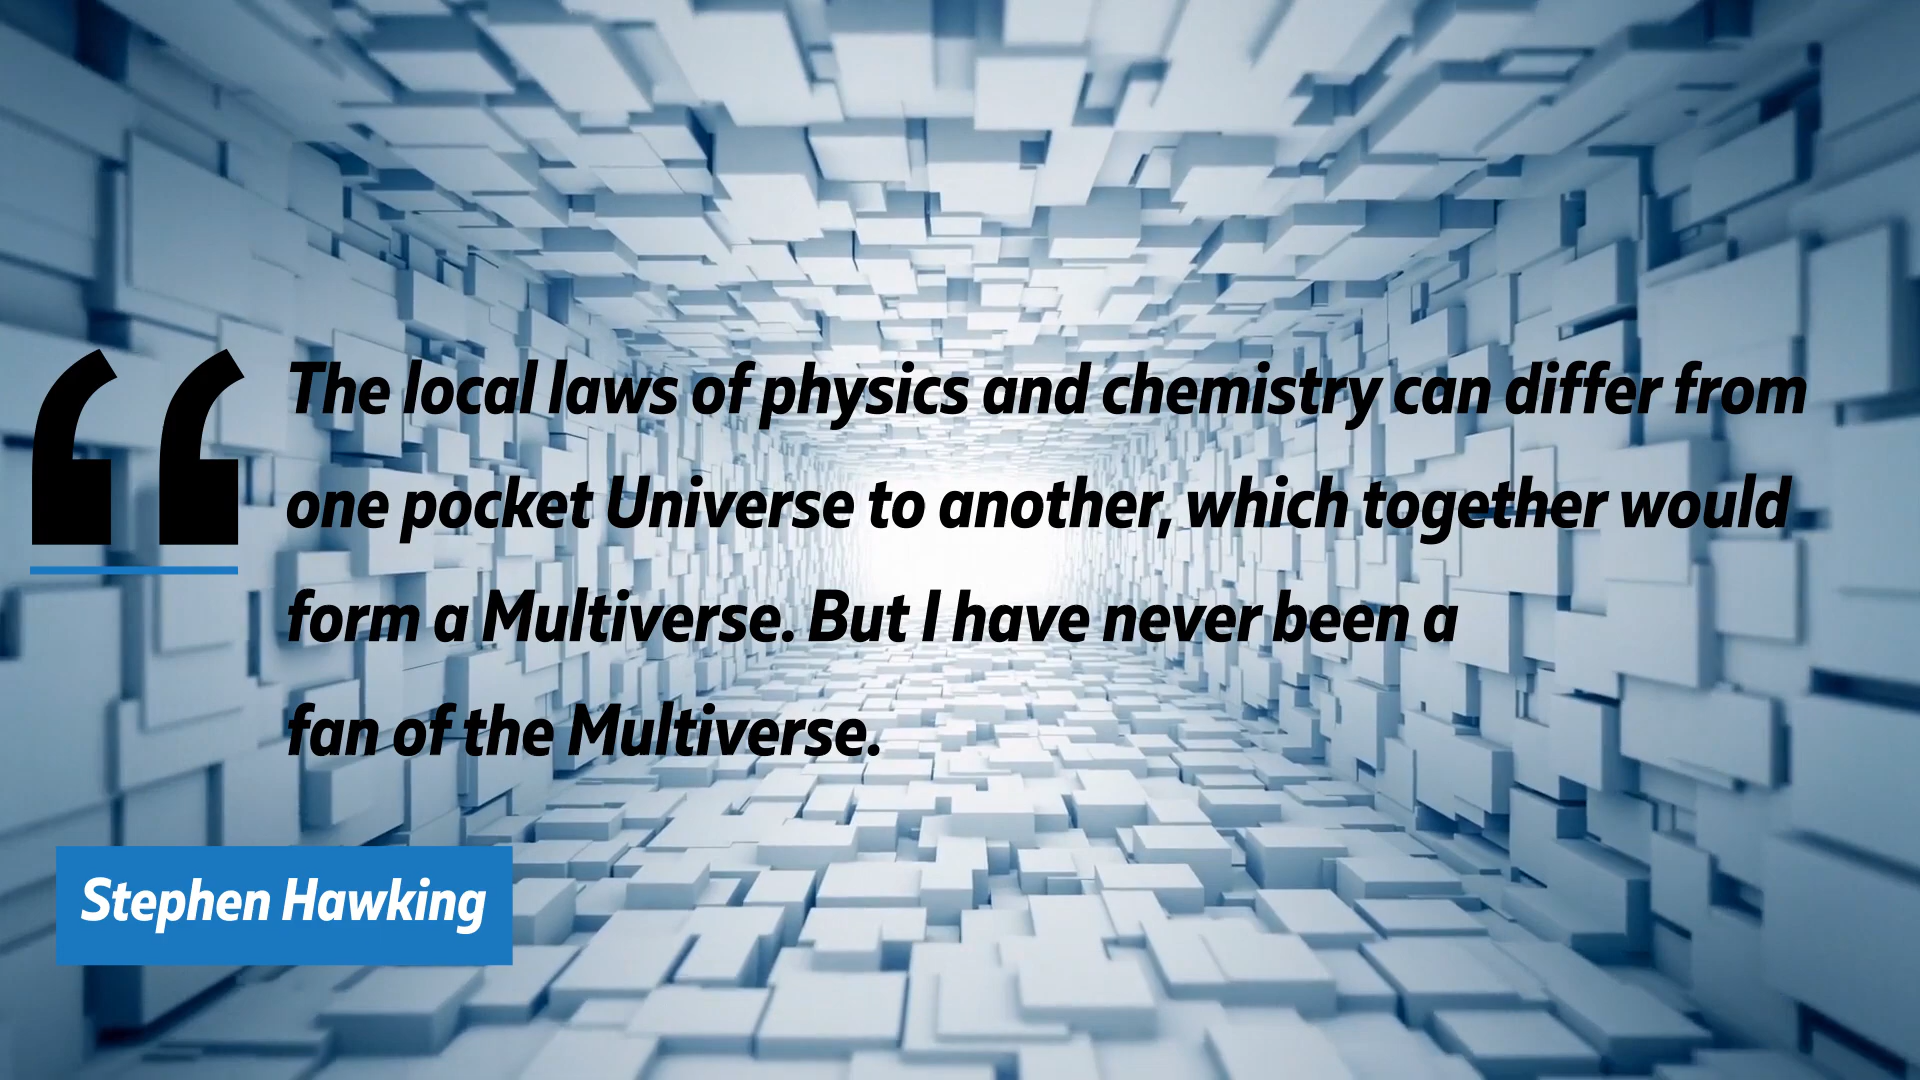 “
The local laws of physics and chemistry can differ from
one pocket Universe to another, which together would
form a Multiverse. But I have never been a
fan of the Multiverse.
Stephen Hawking